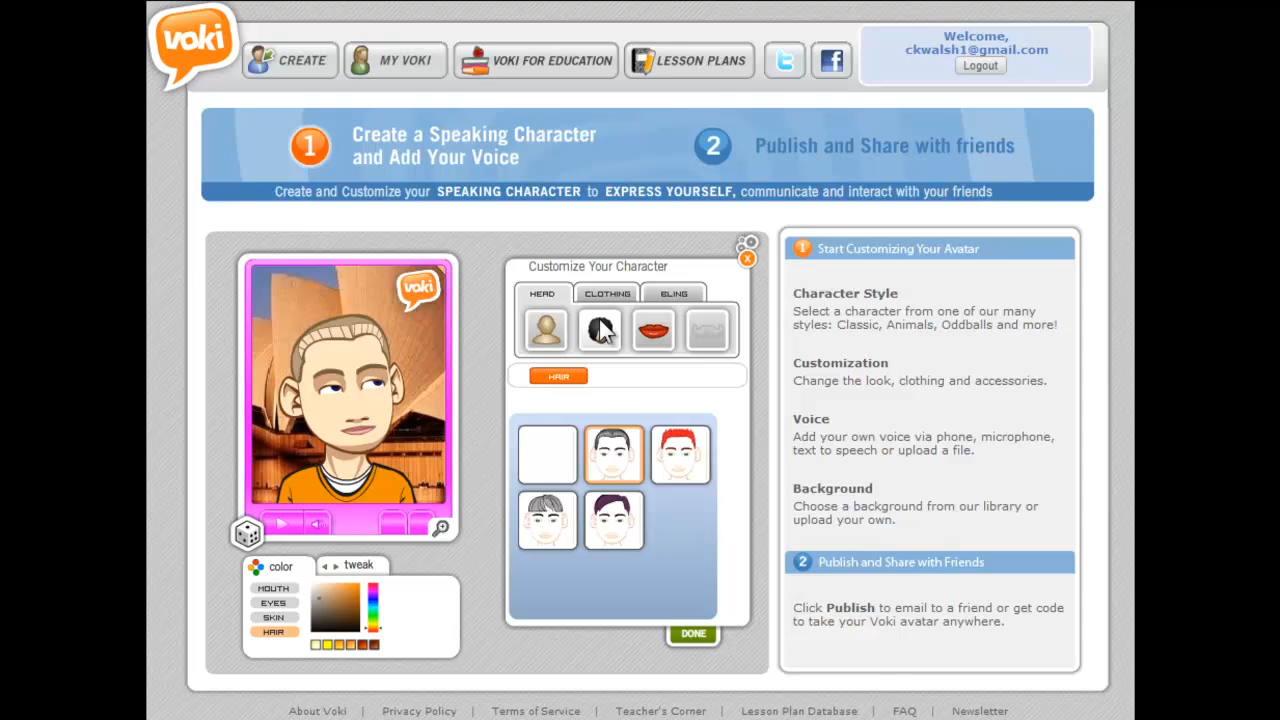 voki
CREATE
MY VOKI
VOKI FOR EDUCATION
LESSON PLANS
Welcome,
ckwalsh1@gmail.com
Logout
1
Create a Speaking Character
and Add Your Voice
2
Publish and Share with friends
Create and Customize your SPEAKING CHARACTER to EXPRESS YOURSELF, communicate and interact with your friends
voki
color
tweak
MOUTH
EYES
SKIN
HAIR
X
Customize Your Character
HEAD
CLOTHING
BLING
HAIR
DONE
1 Start Customizing Your Avatar
Character Style
Select a character from one of our many
styles: Classic, Animals, Oddballs and more!
Customization
Change the look, clothing and accessories.
Voice
Add your own voice via phone, microphone,
text to speech or upload a file.
Background
Choose a background from our library or
upload your own.
2 Publish and Share with Friends
Click Publish to email to a friend or get code
to take your Voki avatar anywhere.
About Voki | Privacy Policy | Terms of Service | Teacher's Corner | Lesson Plan Database | FAQ | Newsletter